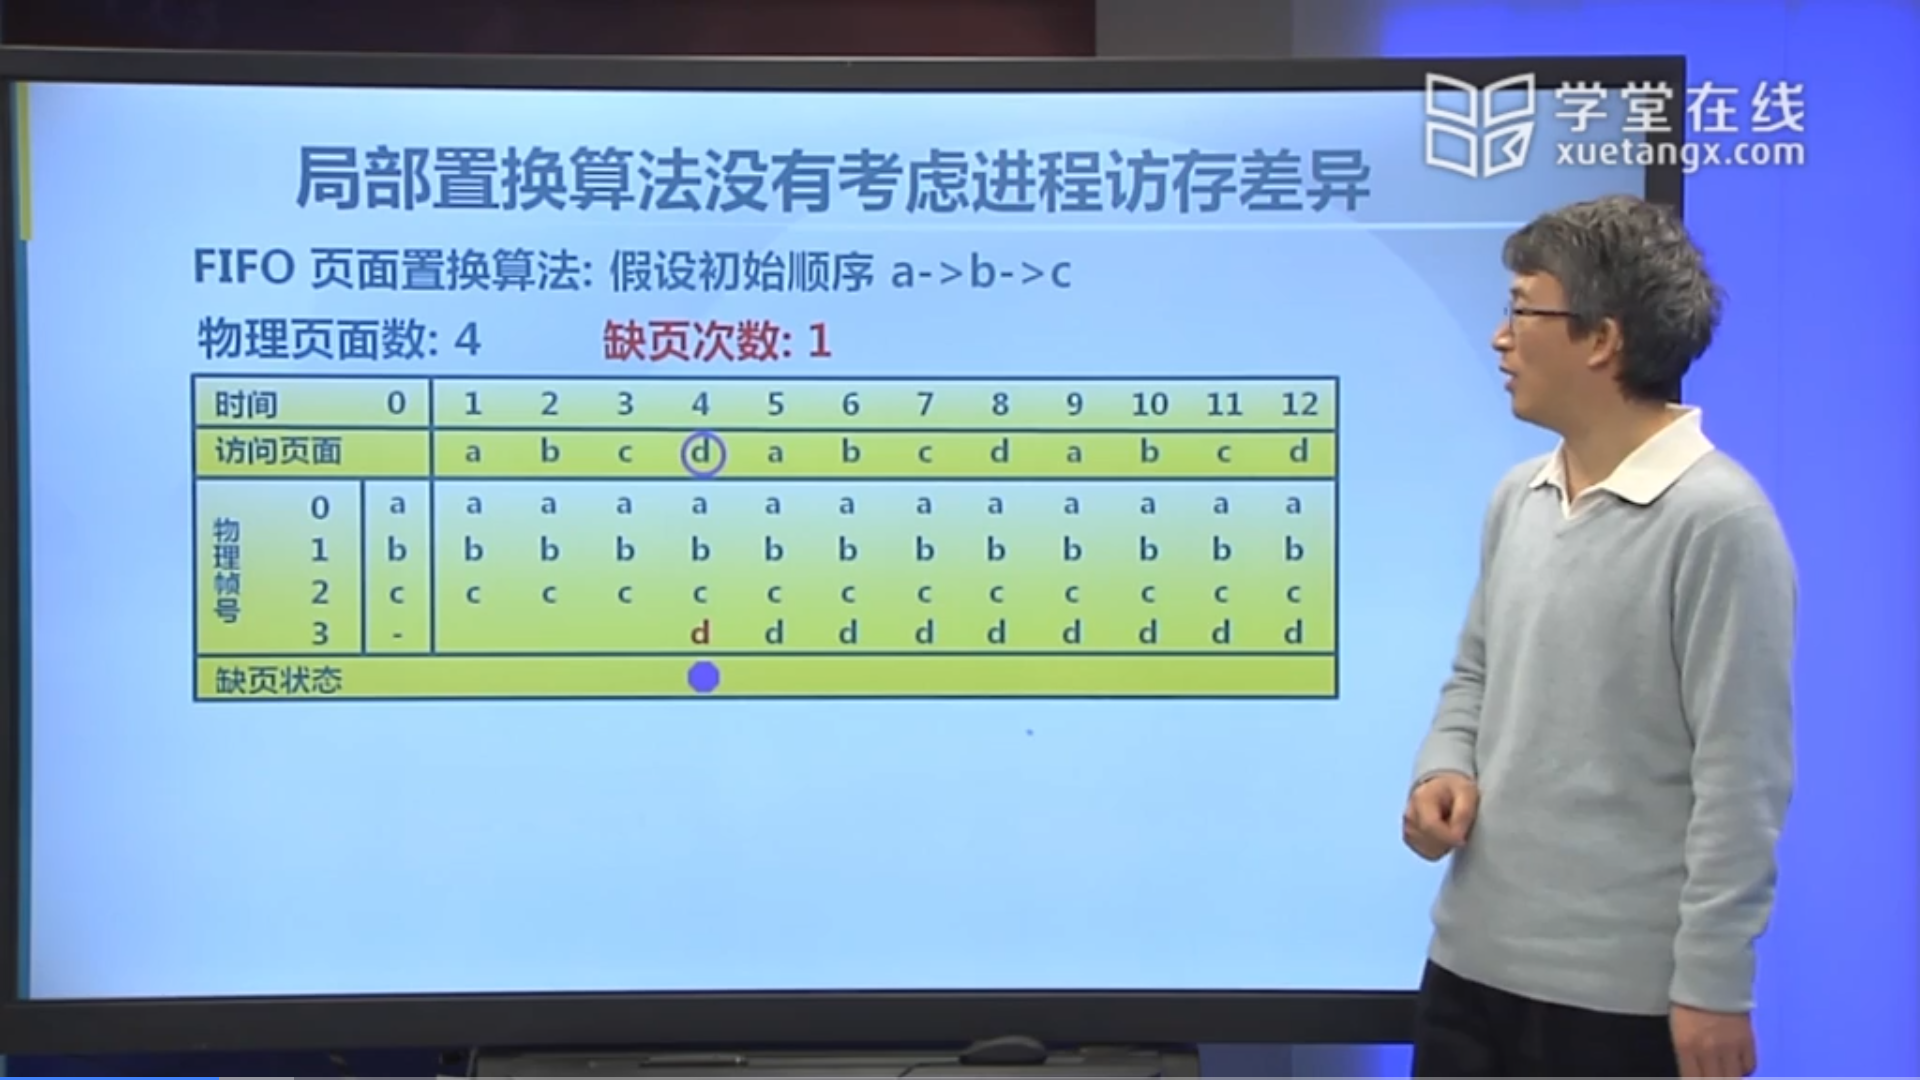 学堂在线
xuetangx.com
局部置换算法没有考虑进程访存差异
FIFO 页面置换算法: 假设初始顺序 a->b->c
物理页面数: 4 缺页次数: 1
时间 0 1 2 3 4 5 6 7 8 9 10 11 12
访问页面 a b c d a b c d a b c d
物理帧号
0 a a a a a a a a a a a a a
1 b b b b b b b b b b b b b
2 c c c c c c c c c c c c c
3 - d d d d d d d d d
缺页状态